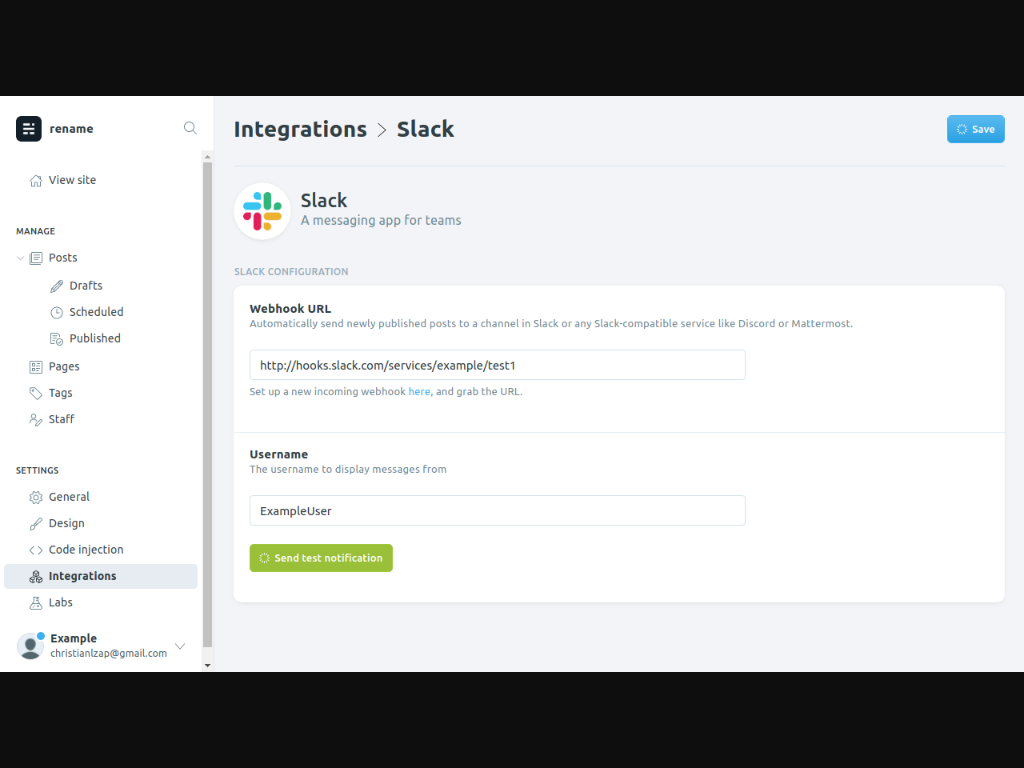 rename
View site
MANAGE
Posts
Drafts
Scheduled
Published
Pages
Tags
Staff
SETTINGS
General
Design
Code injection
Integrations
Labs
Example
christianlzap@gmail.com
Integrations > Slack
Save
Slack
A messaging app for teams
SLACK CONFIGURATION
Webhook URL
Automatically send newly published posts to a channel in Slack or any Slack-compatible service like Discord or Mattermost.
http://hooks.slack.com/services/example/test1
Set up a new incoming webhook here, and grab the URL.
Username
The username to display messages from
ExampleUser
Send test notification